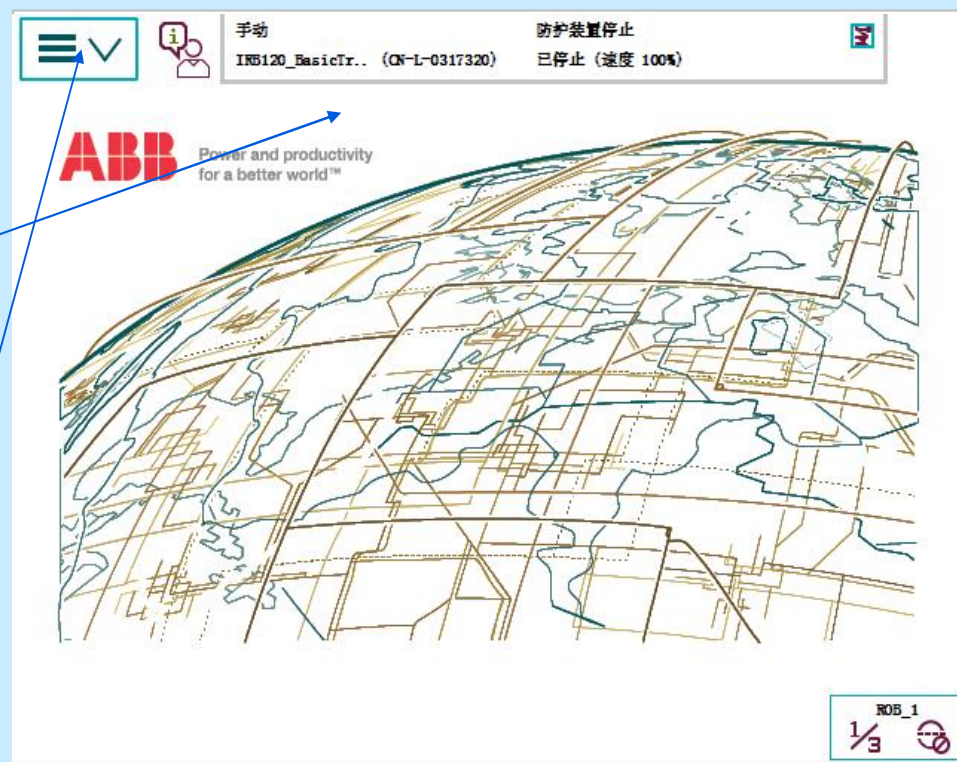 手动
防护装置停止
IRB120_BasicTr.. (CN-L-0317320)
已停止 (速度 100%)
ABB
Power and productivity
for a better world™
ROB_1
1/3